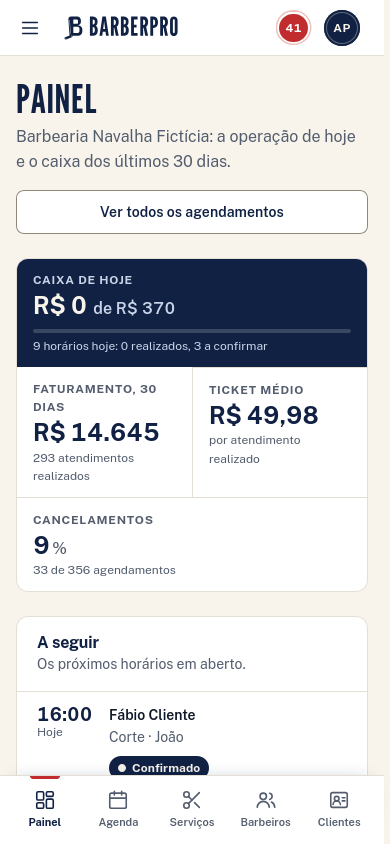 BARBERPRO
41
AP
PAINEL
Barbearia Navalha Fictícia: a operação de hoje
e o caixa dos últimos 30 dias.
Ver todos os agendamentos
CAIXA DE HOJE
R$ 0 de R$ 370
9 horários hoje: 0 realizados, 3 a confirmar
FATURAMENTO, 30
DIAS
R$ 14.645
293 atendimentos
realizados
TICKET MÉDIO
R$ 49,98
por atendimento
realizado
CANCELAMENTOS
9 %
33 de 356 agendamentos
A seguir
Os próximos horários em aberto.
16:00
Hoje
Fábio Cliente
Corte · João
Confirmado
Painel
Agenda
Serviços
Barbeiros
Clientes